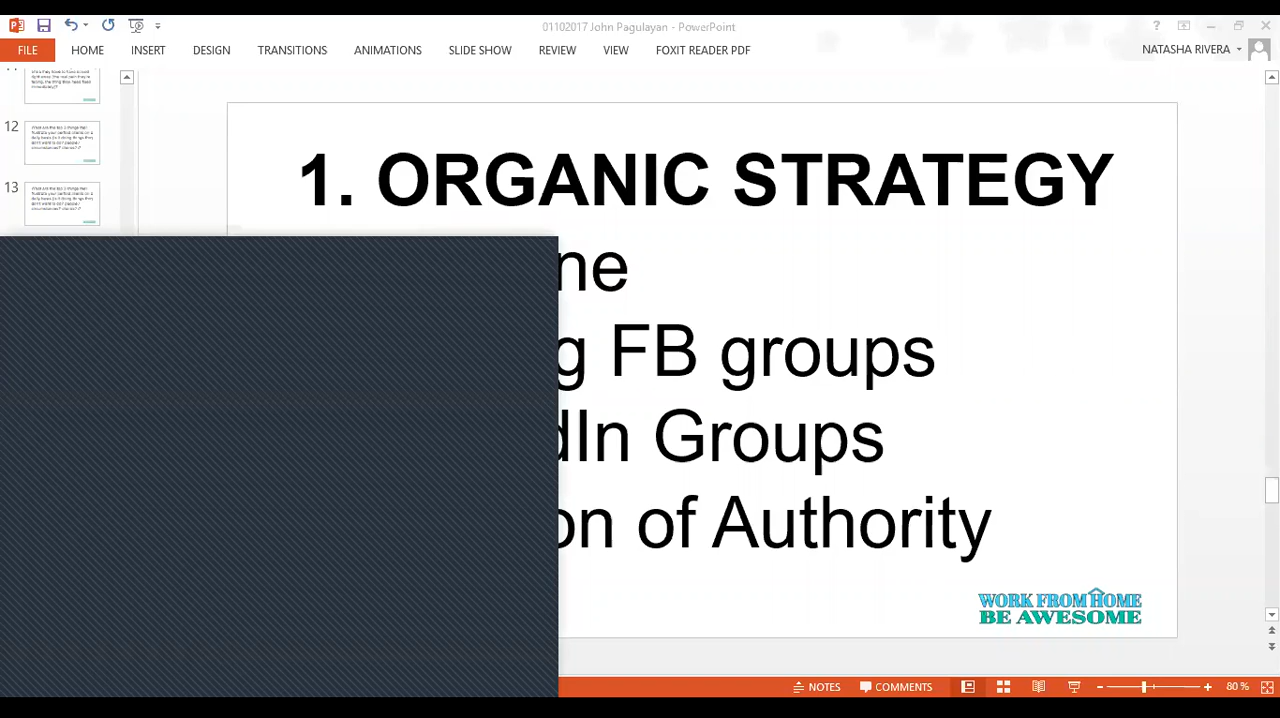 01102017 John Pagulayan - PowerPoint
?
FILE HOME INSERT DESIGN TRANSITIONS ANIMATIONS SLIDE SHOW REVIEW VIEW FOXIT READER PDF NATASHA RIVERA
12
13
1. ORGANIC STRATEGY
ne
g FB groups
dIn Groups
on of Authority
WORK FROM HOME
BE AWESOME
NOTES COMMENTS 80 %